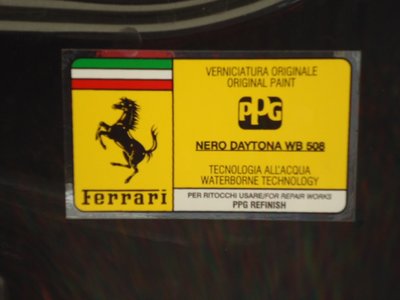 VERNICIATURA ORIGINALE
ORIGINAL PAINT
PPG
NERO DAYTONA WB 508
TECNOLOGIA ALL'ACQUA
WATERBORNE TECHNOLOGY
Ferrari
PER RITOCCHI USARE/FOR REPAIR WORKS
PPG REFINISH